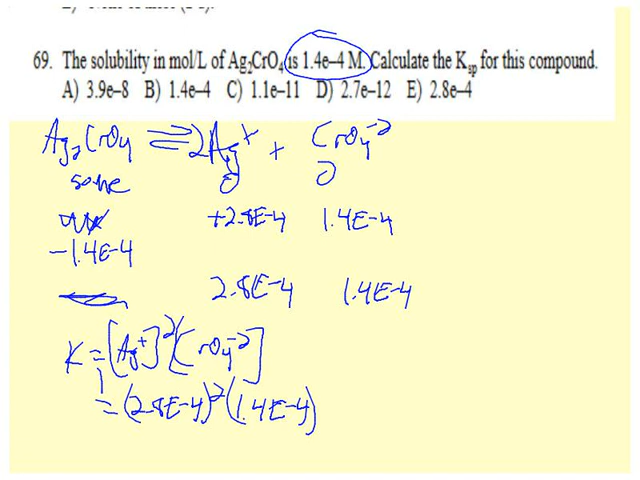 69. The solubility in mol/L of Ag₂CrO₄ is 1.4e–4 M. Calculate the Kₛₚ for this compound.
A) 3.9e–8 B) 1.4e–4 C) 1.1e–11 D) 2.7e–12 E) 2.8e–4
Ag₂CrO₄ ⇌ 2Ag⁺ + CrO₄⁻²
some 0 0
+2.8E-4 1.4E-4
-1.4E-4
2.8E-4 1.4E-4
K = [Ag⁺]²[CrO₄⁻²]
= (2.8E-4)²(1.4E-4)